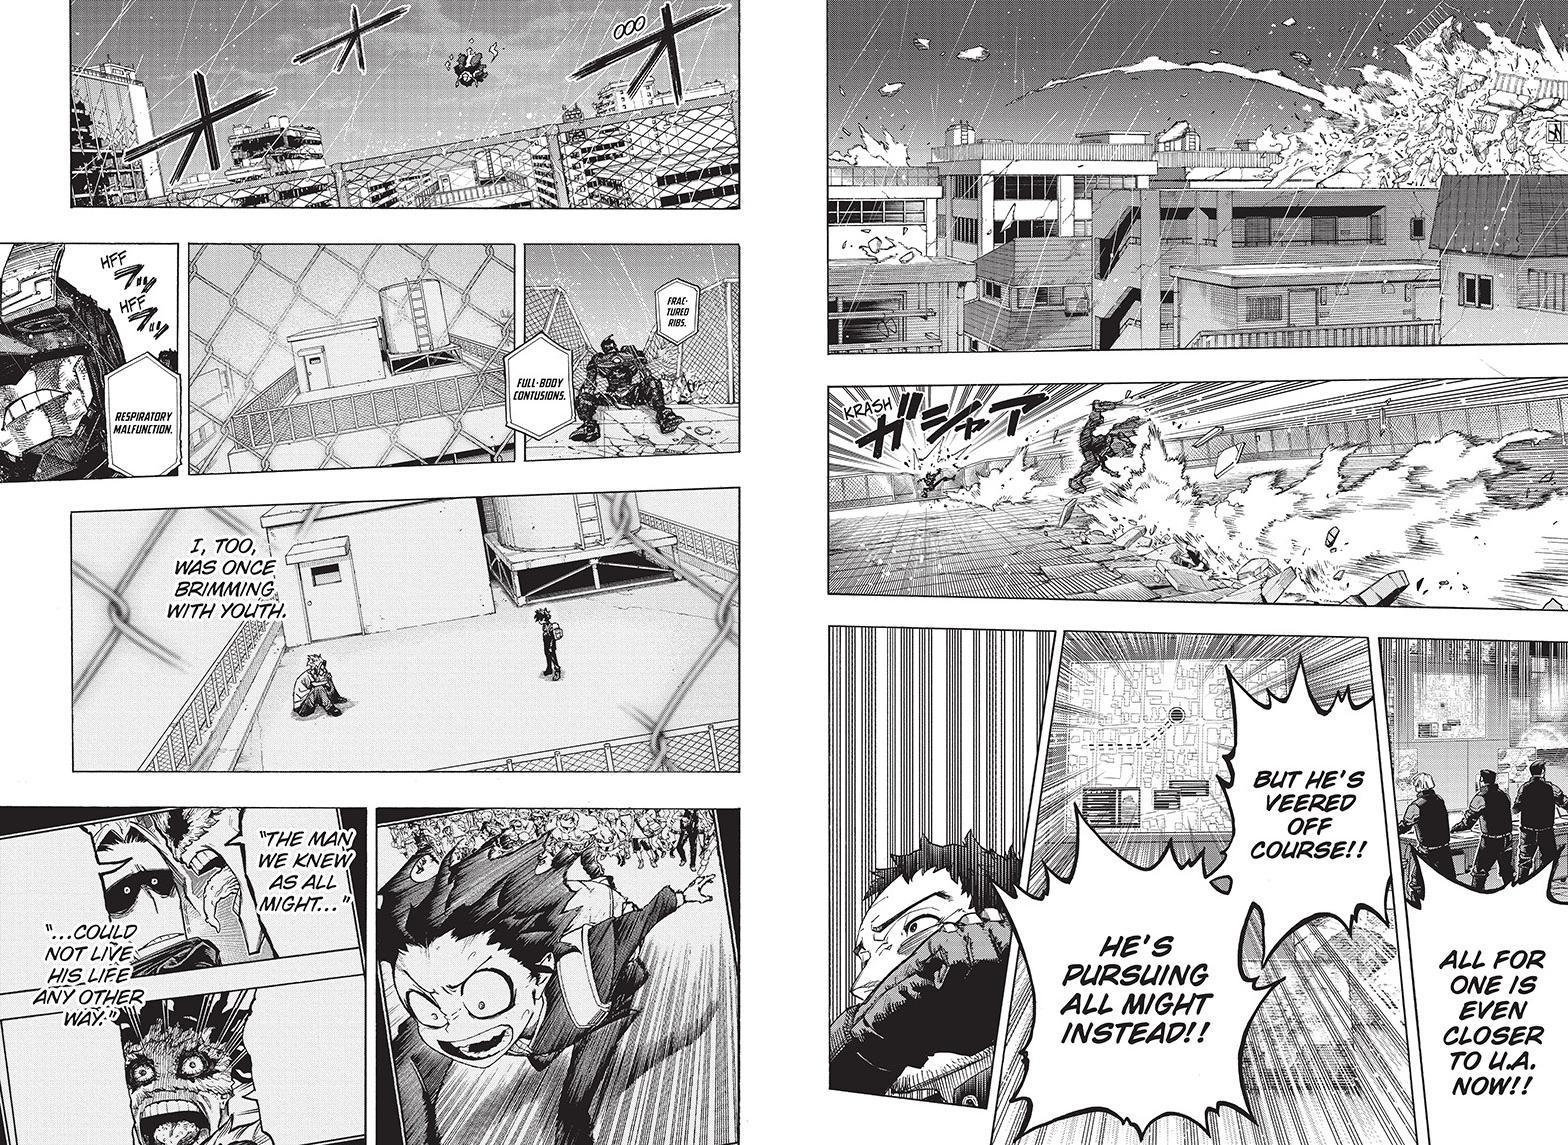 KRASH
ガシャア
ALL FOR
ONE IS
EVEN
CLOSER
TO U.A.
NOW!!
BUT HE'S
VEERED
OFF
COURSE!!
HE'S
PURSUING
ALL MIGHT
INSTEAD!!
OOO
FRAC-
TURED
RIBS.
FULL-BODY
CONTUSIONS.
HFF
HFF
RESPIRATORY
MALFUNCTION.
I, TOO,
WAS ONCE
BRIMMING
WITH YOUTH.
"THE MAN
WE KNEW
AS ALL
MIGHT..."
"...COULD
NOT LIVE
HIS LIFE
ANY OTHER
WAY."